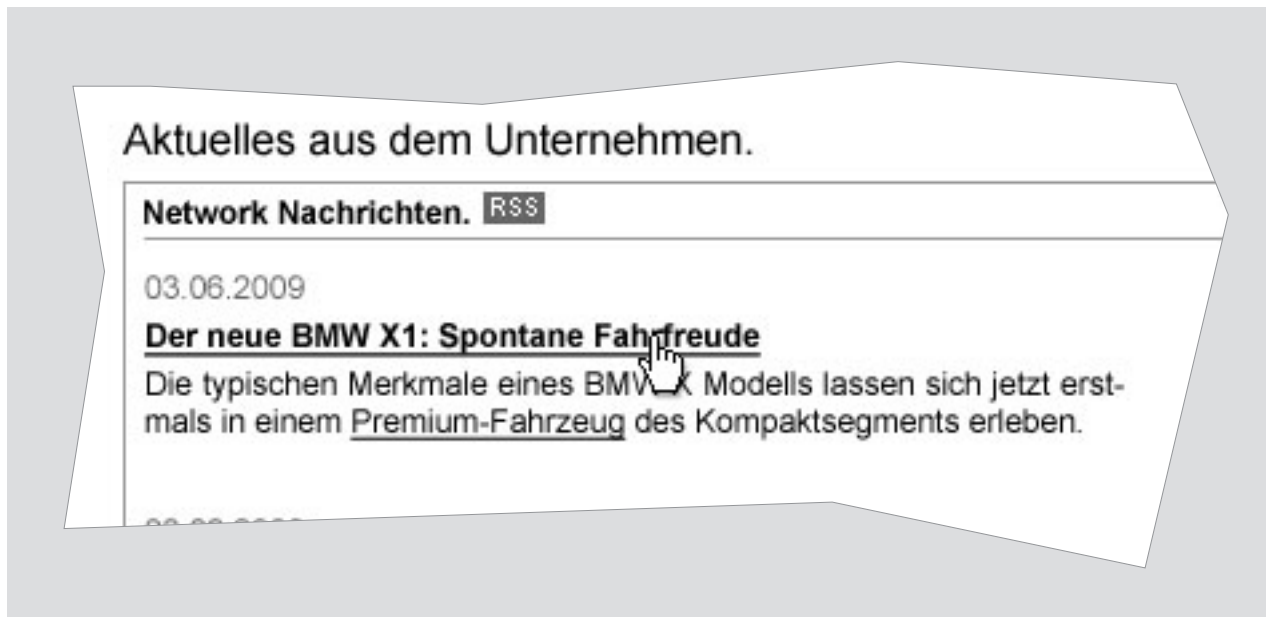 Aktuelles aus dem Unternehmen.
Network Nachrichten. RSS
03.06.2009
Der neue BMW X1: Spontane Fahrfreude
Die typischen Merkmale eines BMW X Modells lassen sich jetzt erst-
mals in einem Premium-Fahrzeug des Kompaktsegments erleben.